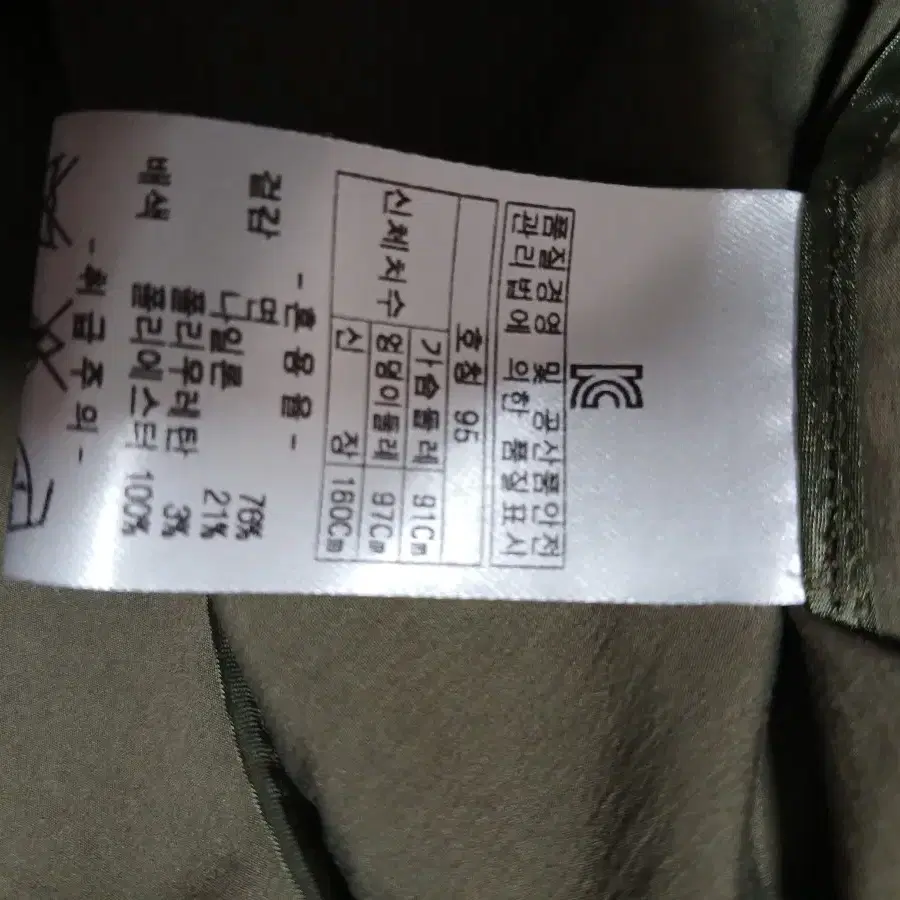 KC
품질경영 및 공산품안전
관리법에 의한 품질표시
호칭 95
신체치수
가슴둘레 91Cm
엉덩이둘레 97Cm
신장 160Cm
- 혼용율 -
겉감 면 76%
나일론 21%
폴리우레탄 3%
배색 폴리에스터 100%
- 취급주의 -